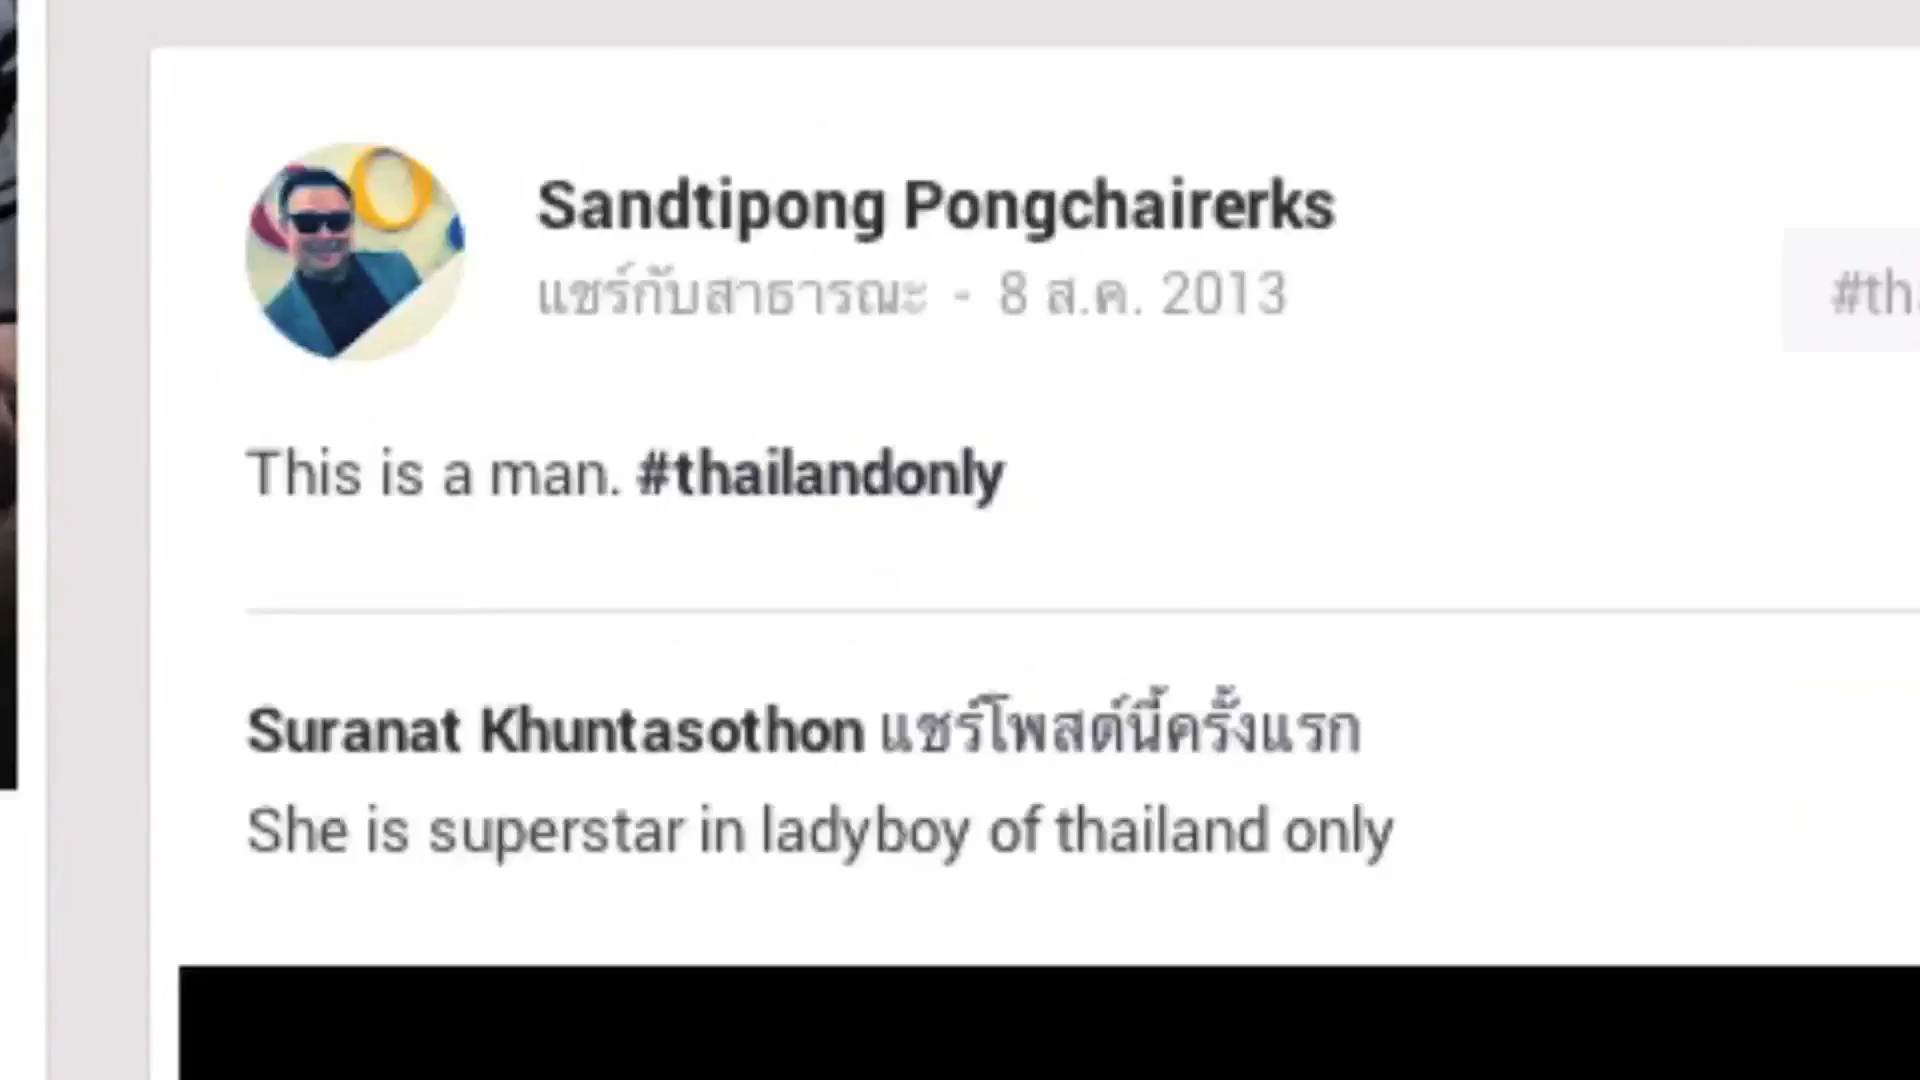 Sandtipong Pongchairerks
แชร์กับสาธารณะ - 8 ส.ค. 2013
This is a man. #thailandonly
Suranat Khuntasothon แชร์โพสต์นี้ครั้งแรก
She is superstar in ladyboy of thailand only